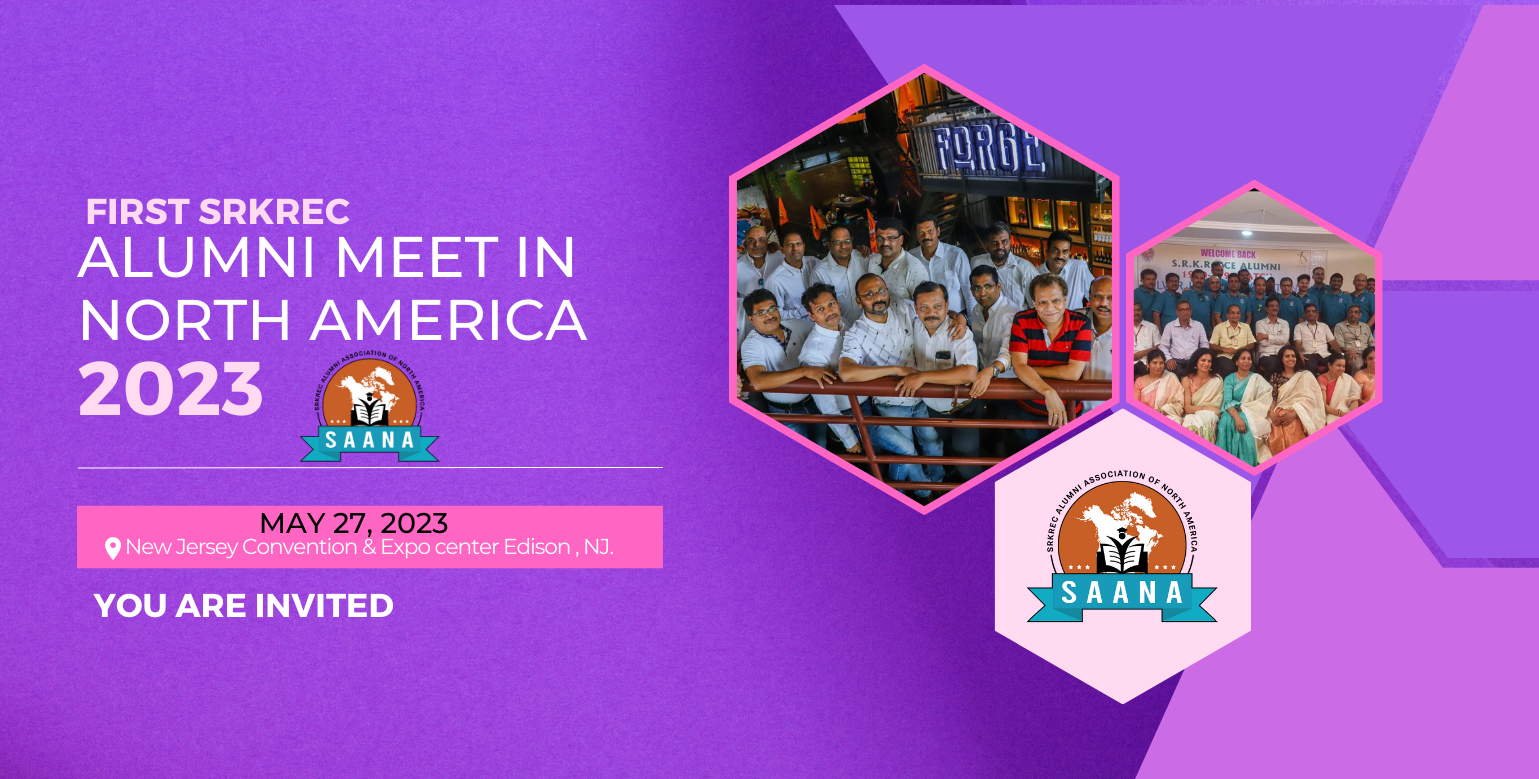 FIRST SRKREC
ALUMNI MEET IN
NORTH AMERICA
2023
SRKREC ALUMNI ASSOCIATION OF NORTH AMERICA
SAANA
MAY 27, 2023
New Jersey Convention & Expo center Edison , NJ.
YOU ARE INVITED
FORGE
WELCOME BACK
ALUMNI
SRKREC ALUMNI ASSOCIATION OF NORTH AMERICA
SAANA